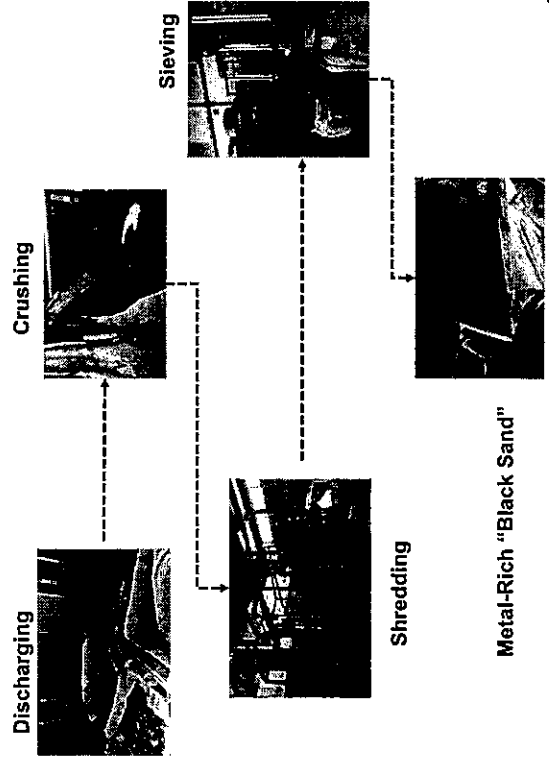 Discharging
Crushing
Shredding
Sieving
Metal-Rich "Black Sand"